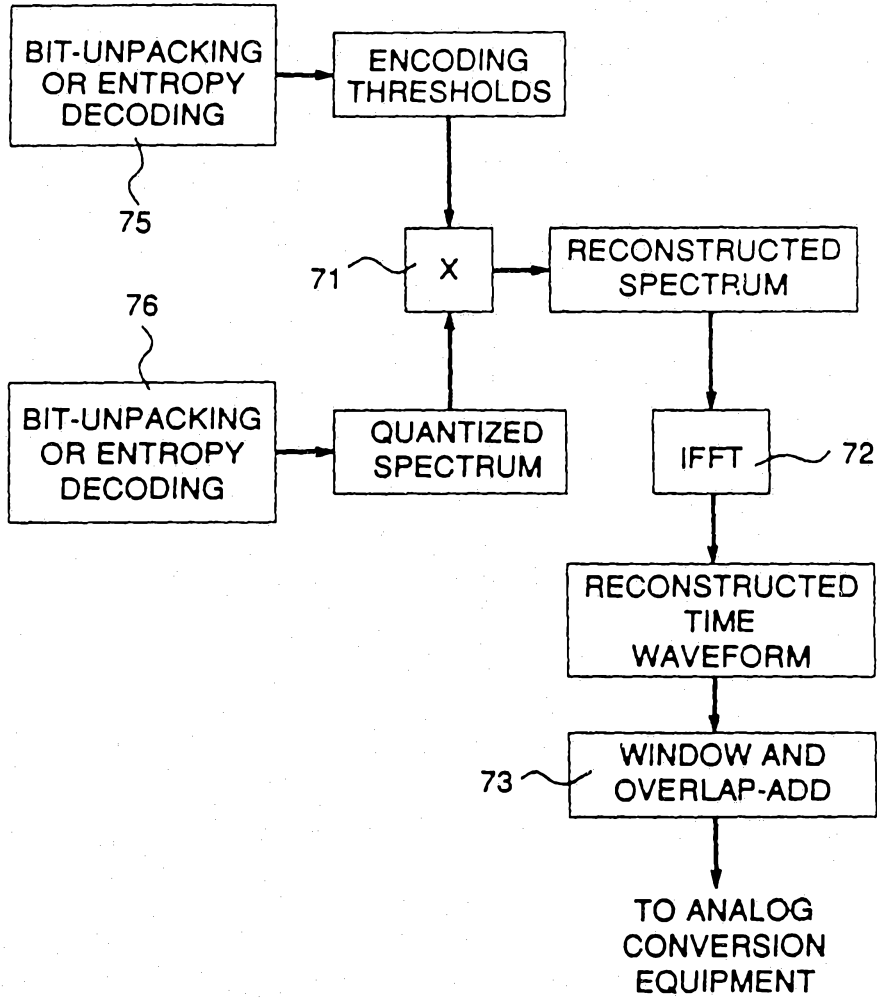 BIT-UNPACKING
OR ENTROPY
DECODING
75
ENCODING
THRESHOLDS
71
X
RECONSTRUCTED
SPECTRUM
76
BIT-UNPACKING
OR ENTROPY
DECODING
QUANTIZED
SPECTRUM
IFFT
72
RECONSTRUCTED
TIME
WAVEFORM
73
WINDOW AND
OVERLAP-ADD
TO ANALOG
CONVERSION
EQUIPMENT